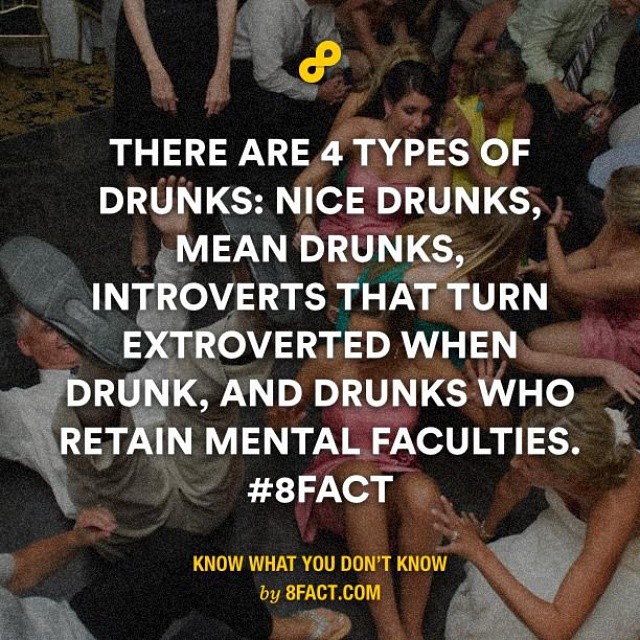 THERE ARE 4 TYPES OF
DRUNKS: NICE DRUNKS,
MEAN DRUNKS,
INTROVERTS THAT TURN
EXTROVERTED WHEN
DRUNK, AND DRUNKS WHO
RETAIN MENTAL FACULTIES.
#8FACT
KNOW WHAT YOU DON'T KNOW
by 8FACT.COM